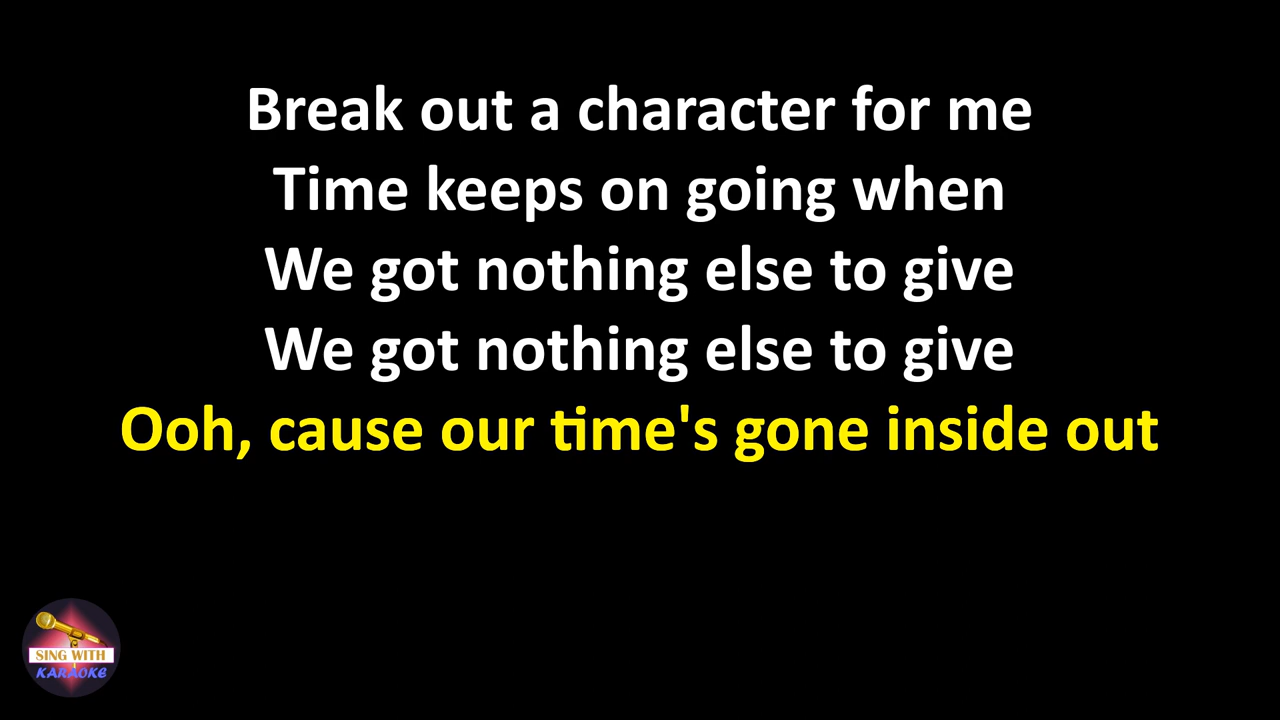 Break out a character for me
Time keeps on going when
We got nothing else to give
We got nothing else to give
Ooh, cause our time's gone inside out
SING WITH
KARAOKE